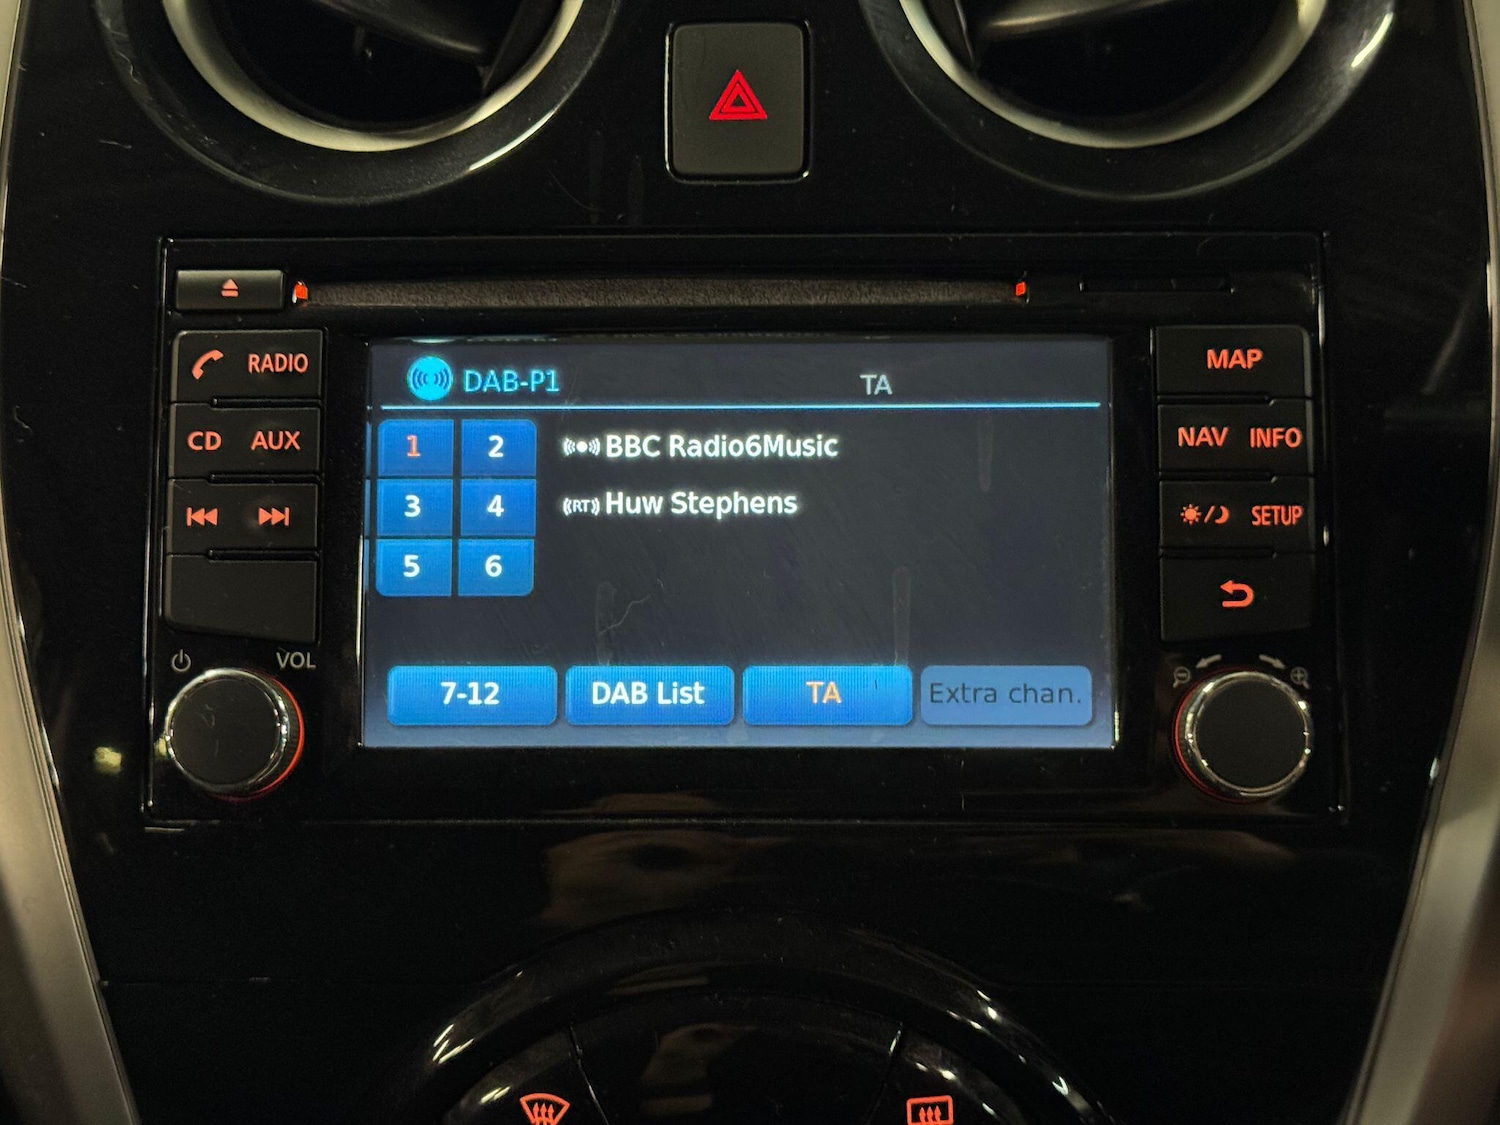 RADIO
CD AUX
VOL
DAB-P1 TA
1 2
BBC Radio6Music
3 4
RT Huw Stephens
5 6
7-12 DAB List TA Extra chan.
MAP
NAV INFO
SETUP